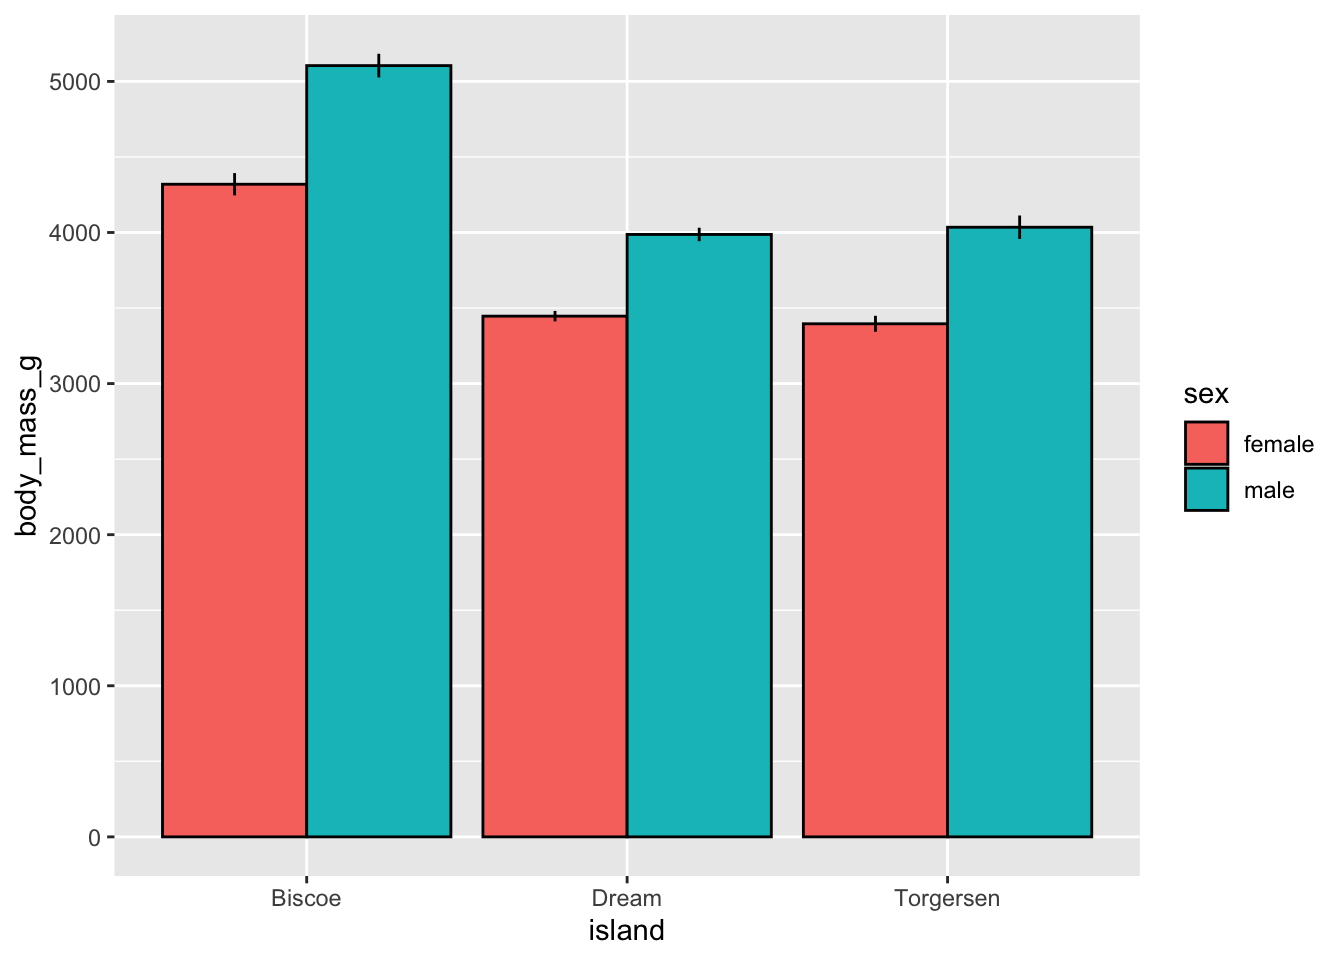 5000
4000
3000
2000
1000
0
body_mass_g
Biscoe
Dream
Torgersen
island
sex
female
male